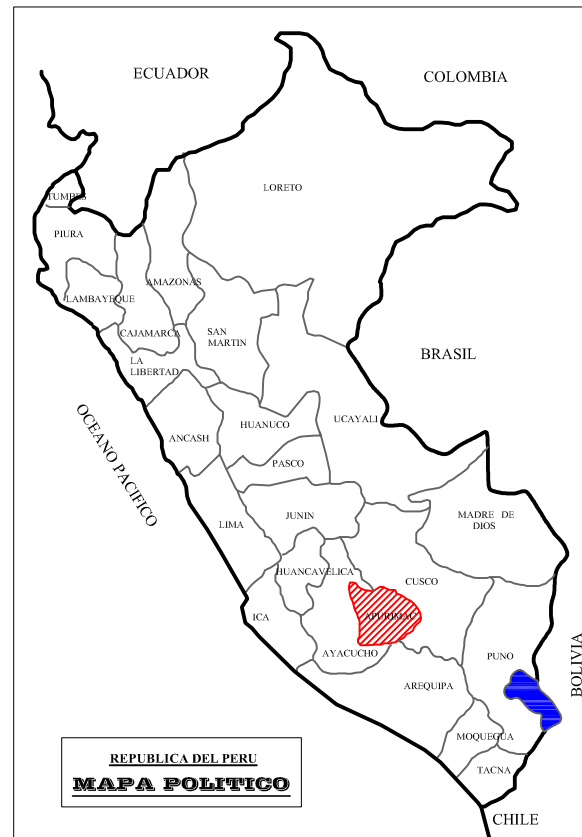 ECUADOR
COLOMBIA
LORETO
TUMBES
PIURA
AMAZONAS
LAMBAYEQUE
CAJAMARCA
SAN
MARTIN
LA
LIBERTAD
BRASIL
UCAYALI
HUANUCO
ANCASH
OCEANO PACIFICO
PASCO
LIMA
JUNIN
MADRE DE
DIOS
HUANCAVELICA
CUSCO
ICA
APURIMAC
AYACUCHO
PUNO
BOLIVIA
AREQUIPA
MOQUEGUA
TACNA
REPUBLICA DEL PERU
MAPA POLITICO
CHILE